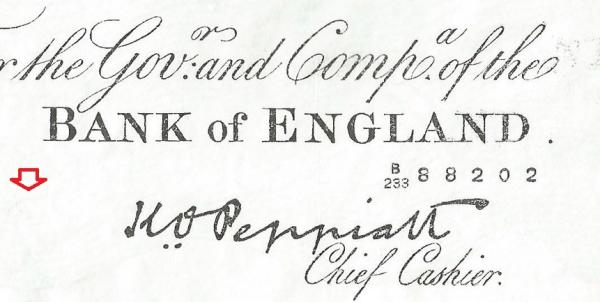 r the Gov.r and Comp.a of the
BANK of ENGLAND.
B
233 88202
K O Peppiatt
Chief Cashier.